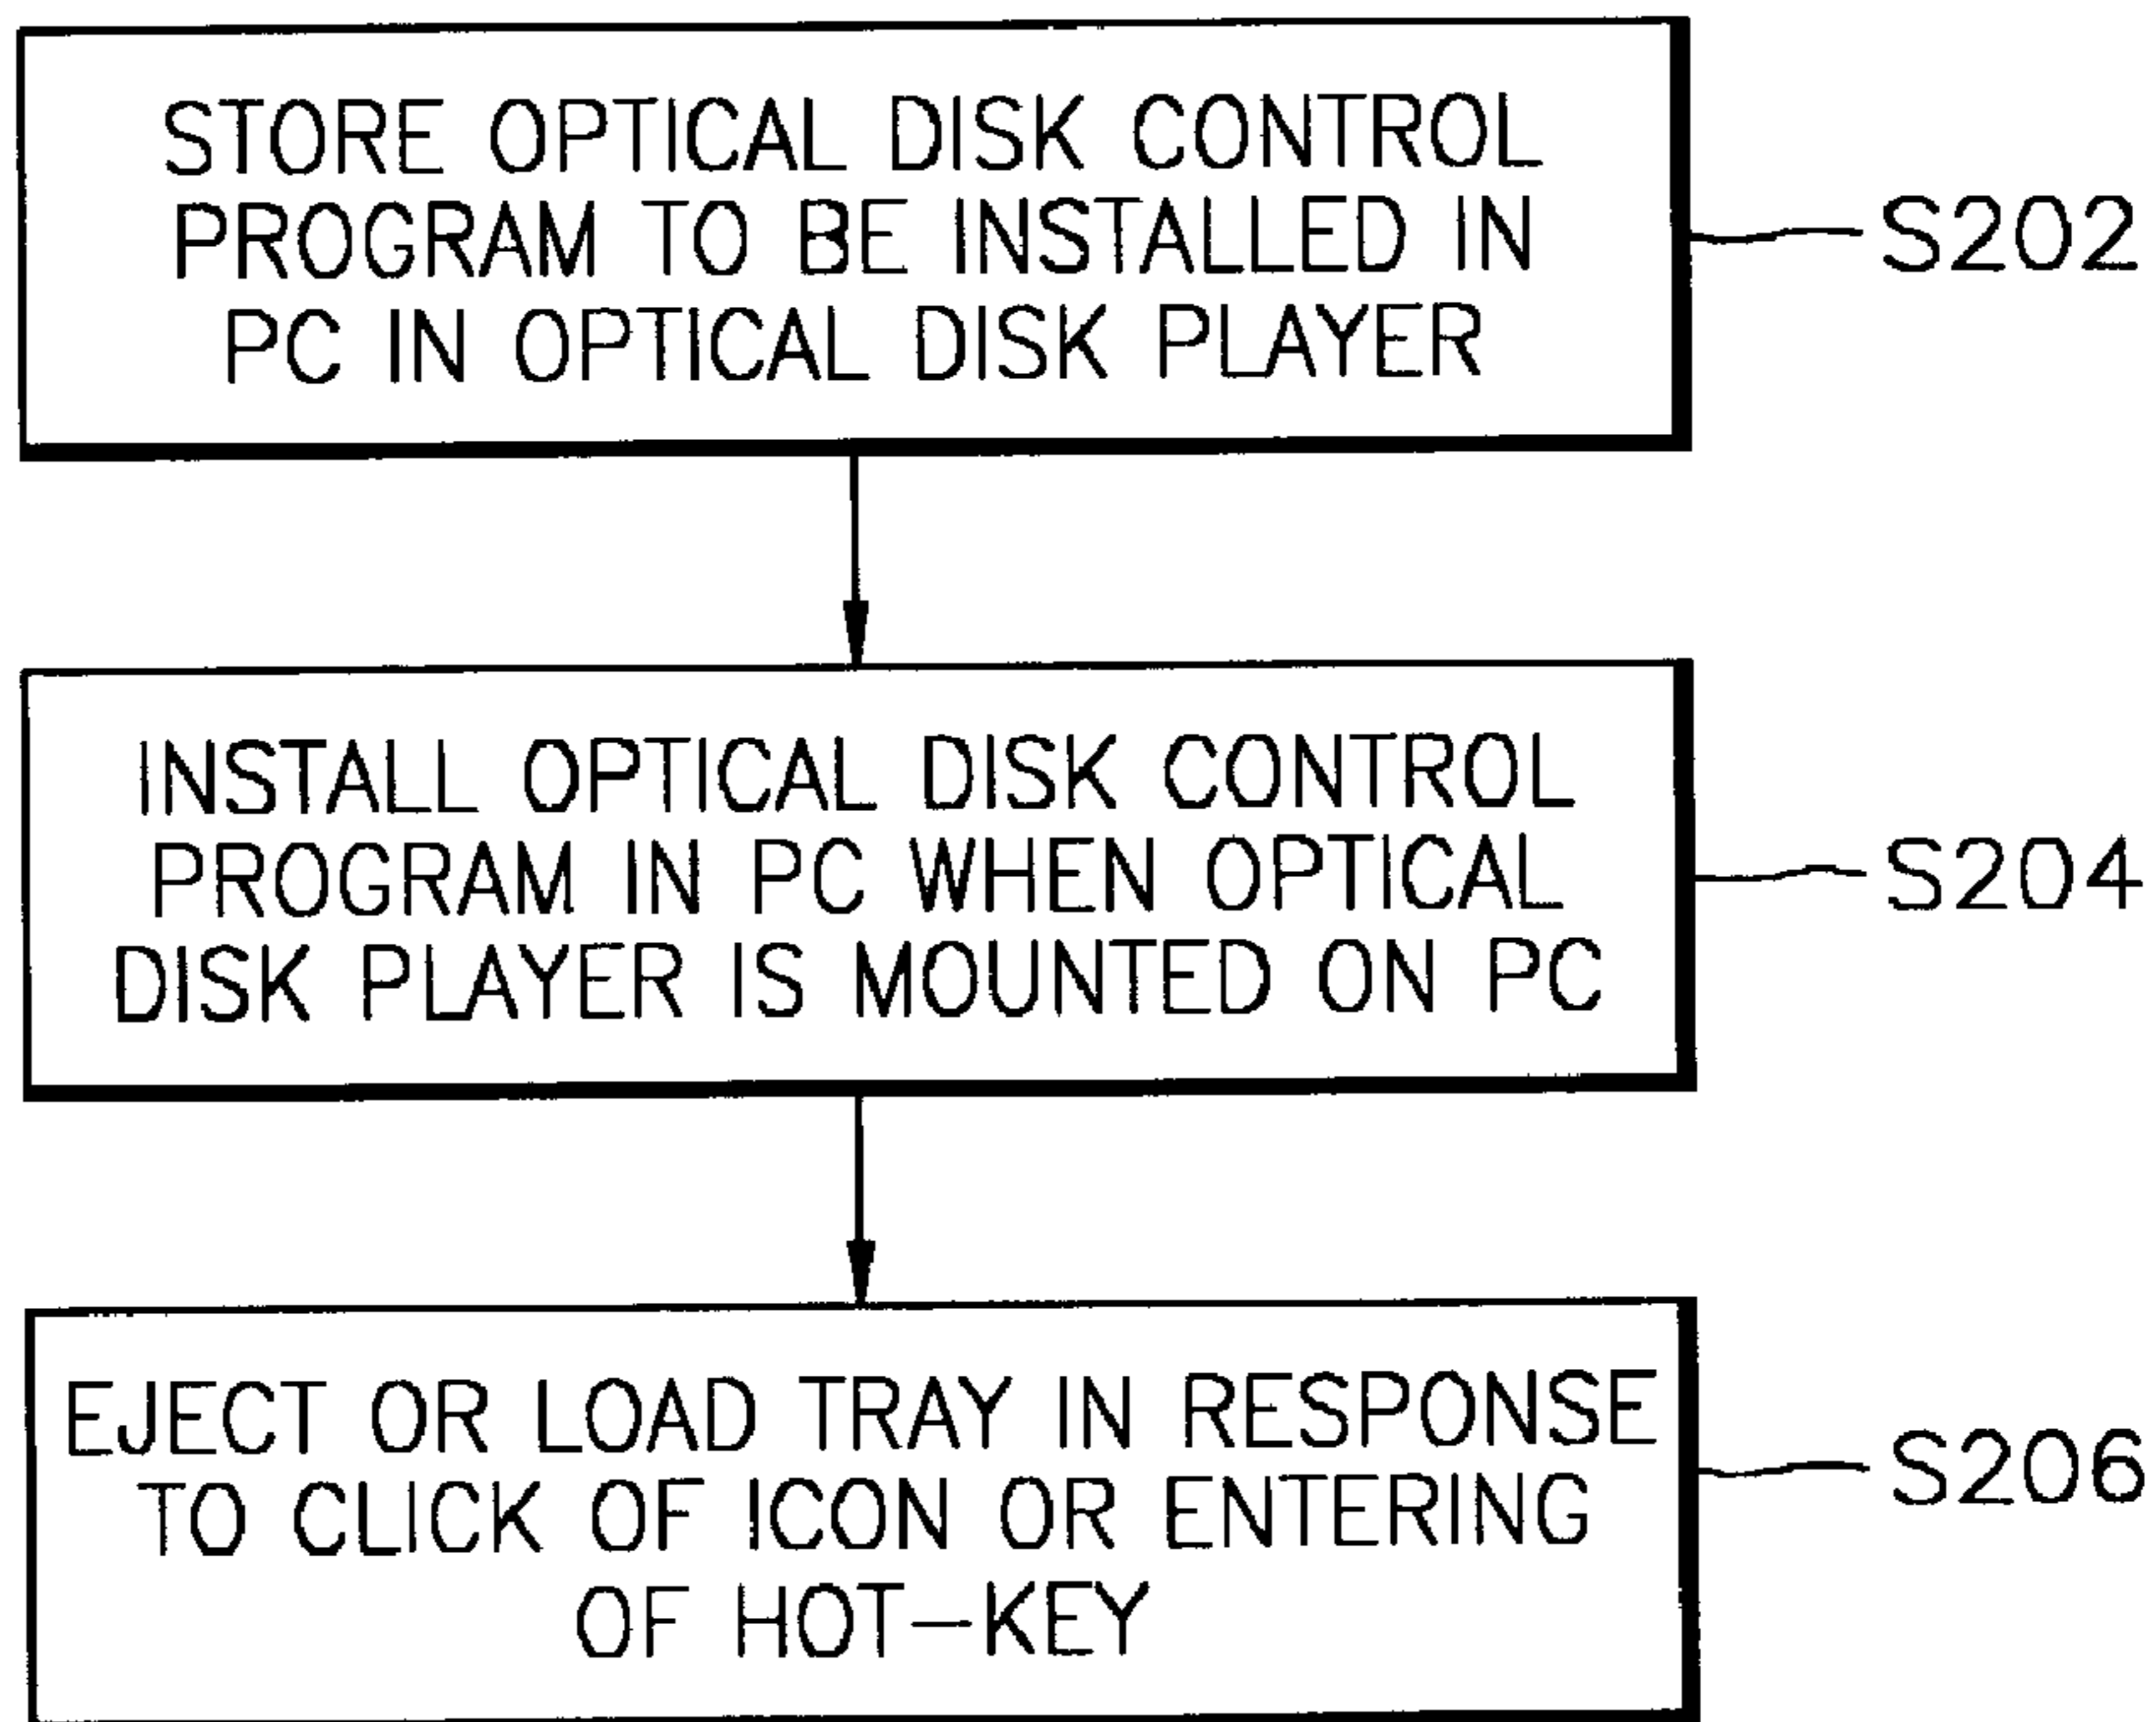 STORE OPTICAL DISK CONTROL
PROGRAM TO BE INSTALLED IN
PC IN OPTICAL DISK PLAYER
S202
INSTALL OPTICAL DISK CONTROL
PROGRAM IN PC WHEN OPTICAL
DISK PLAYER IS MOUNTED ON PC
S204
EJECT OR LOAD TRAY IN RESPONSE
TO CLICK OF ICON OR ENTERING
OF HOT-KEY
S206